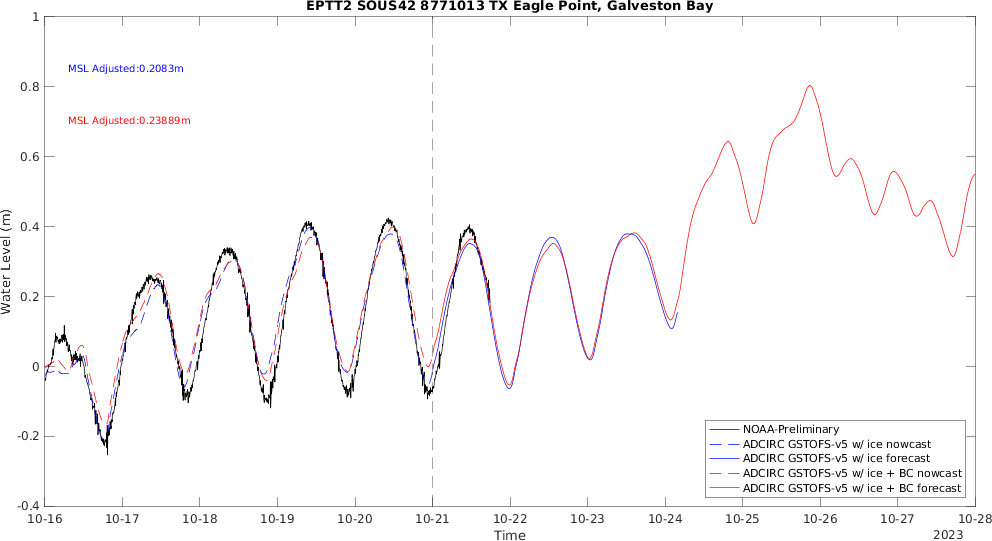 EPTT2 SOUS42 8771013 TX Eagle Point, Galveston Bay
1
0.8
0.6
0.4
0.2
0
-0.2
-0.4
Water Level (m)
MSL Adjusted:0.2083m
MSL Adjusted:0.23889m
NOAA-Preliminary
ADCIRC GSTOFS-v5 w/ ice nowcast
ADCIRC GSTOFS-v5 w/ ice forecast
ADCIRC GSTOFS-v5 w/ ice + BC nowcast
ADCIRC GSTOFS-v5 w/ ice + BC forecast
10-16 10-17 10-18 10-19 10-20 10-21 10-22 10-23 10-24 10-25 10-26 10-27 10-28
Time
2023